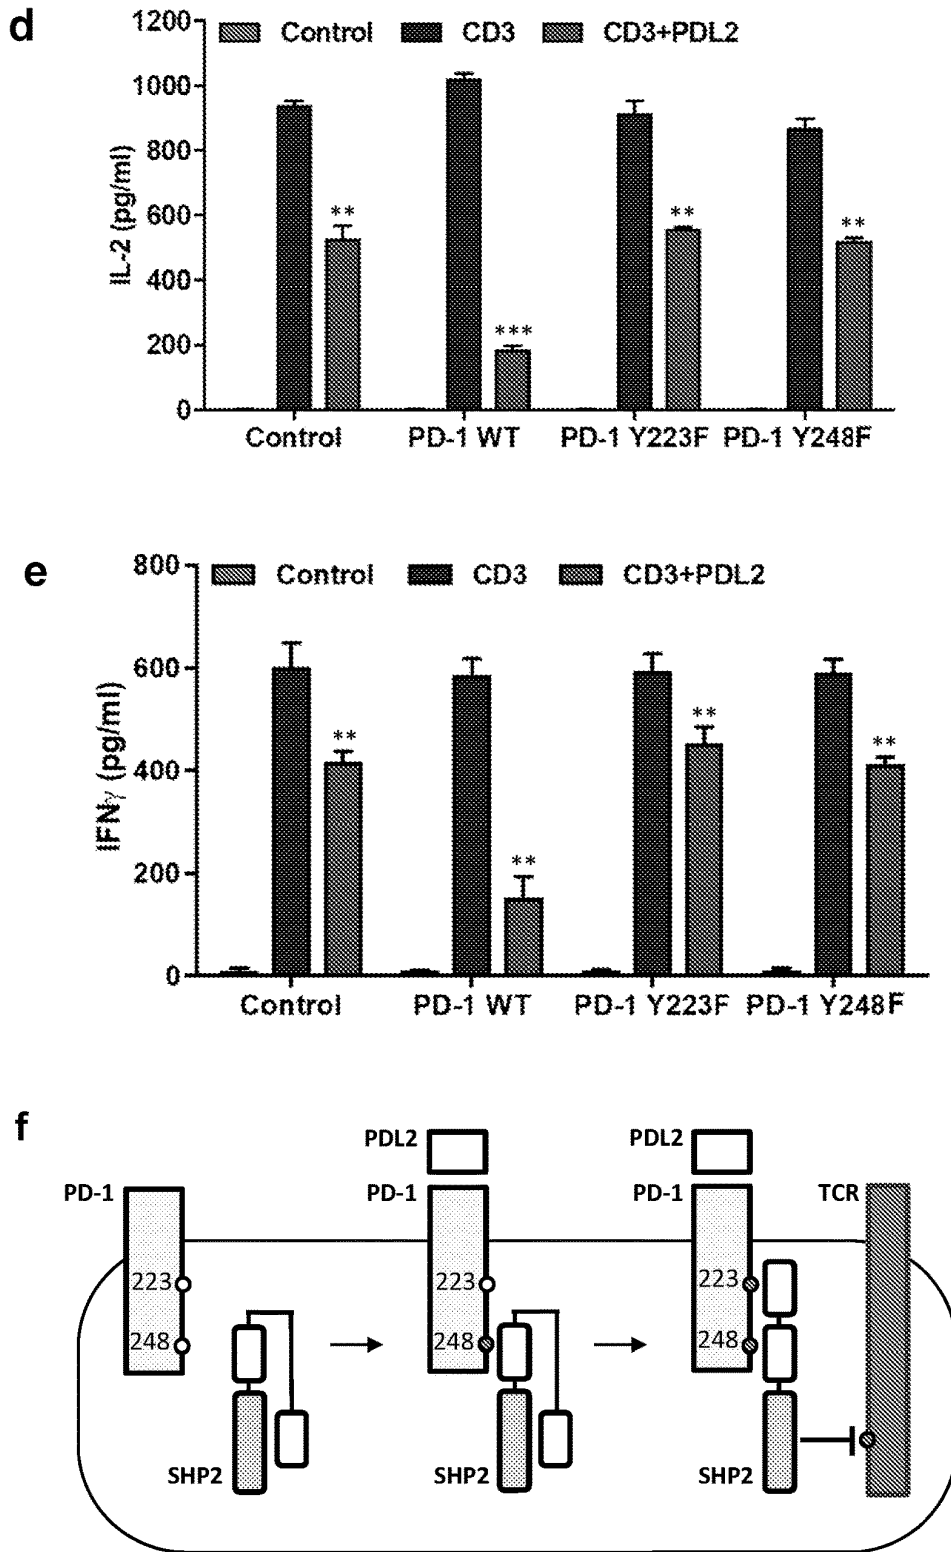 d
1200
Control CD3 CD3+PDL2
1000
800
600
400
200
0
IL-2 (pg/ml)
**
***
**
**
Control PD-1 WT PD-1 Y223F PD-1 Y248F
e
800
Control CD3 CD3+PDL2
600
400
200
0
IFNγ (pg/ml)
**
**
**
**
Control PD-1 WT PD-1 Y223F PD-1 Y248F
f
PDL2 PDL2
PD-1 PD-1 PD-1 TCR
223 223 223
248 248 248
SHP2 SHP2 SHP2